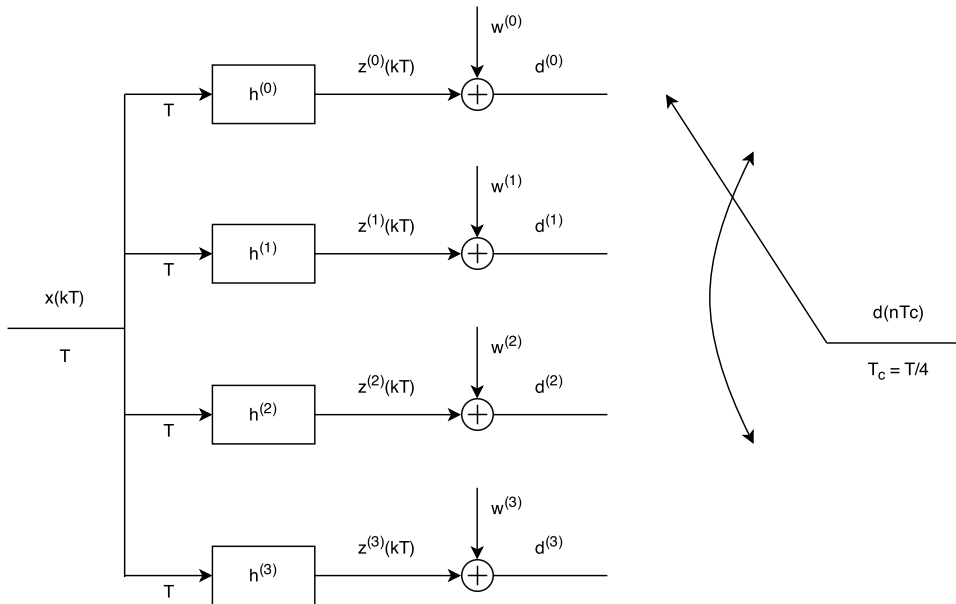 w⁽⁰⁾
z⁽⁰⁾(kT)
d⁽⁰⁾
h⁽⁰⁾
T
w⁽¹⁾
z⁽¹⁾(kT)
d⁽¹⁾
h⁽¹⁾
T
x(kT)
T
w⁽²⁾
d(nTc)
T_c = T/4
z⁽²⁾(kT)
d⁽²⁾
h⁽²⁾
T
w⁽³⁾
z⁽³⁾(kT)
d⁽³⁾
h⁽³⁾
T